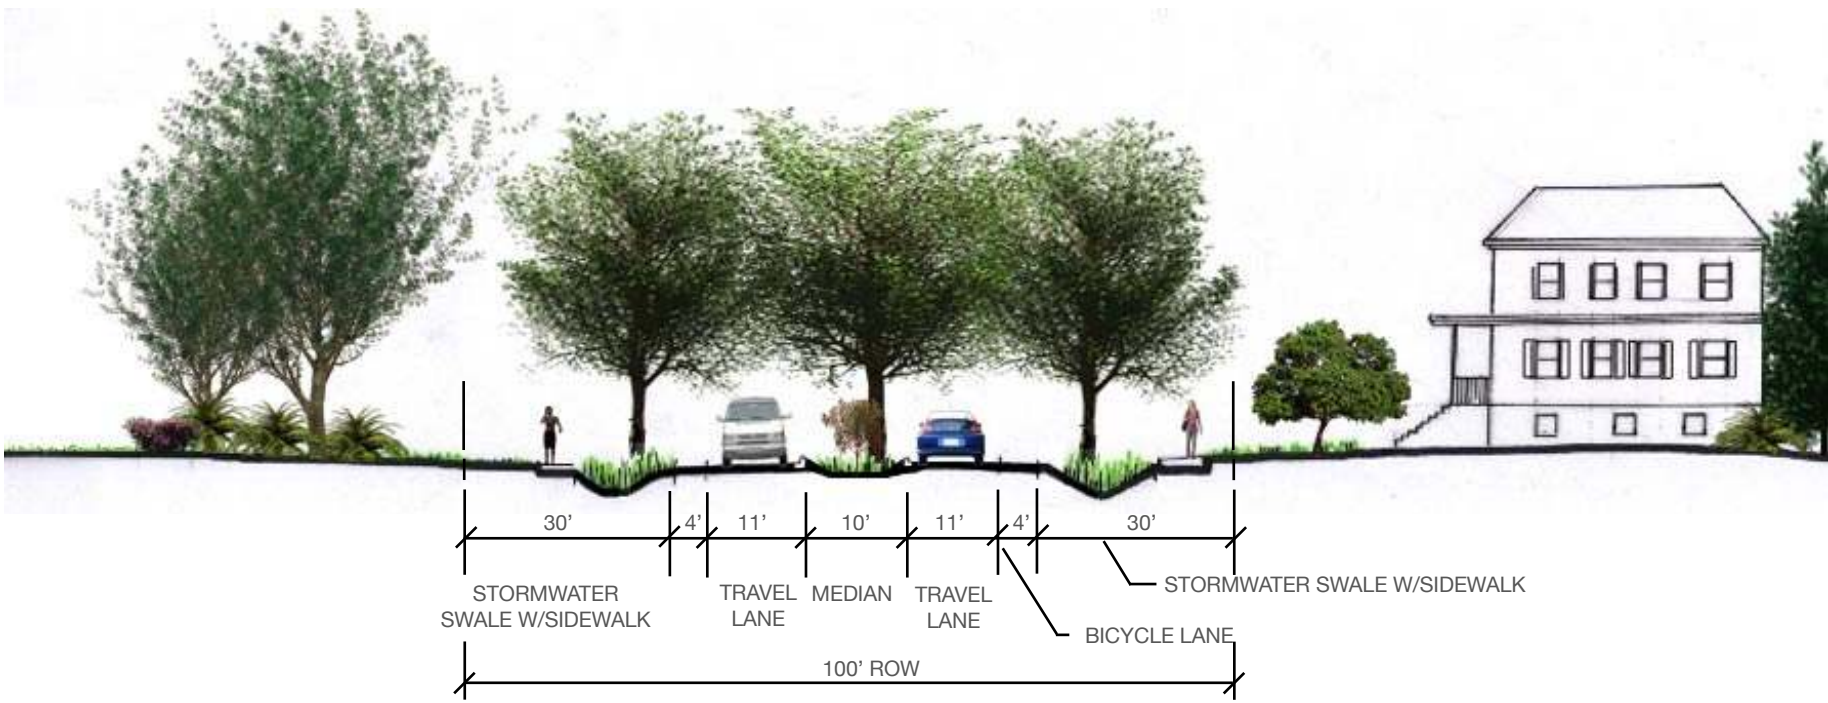 30’
4’
11’
10’
11’
4’
30’
STORMWATER
SWALE W/SIDEWALK
TRAVEL
LANE
MEDIAN
TRAVEL
LANE
STORMWATER SWALE W/SIDEWALK
BICYCLE LANE
100’ ROW